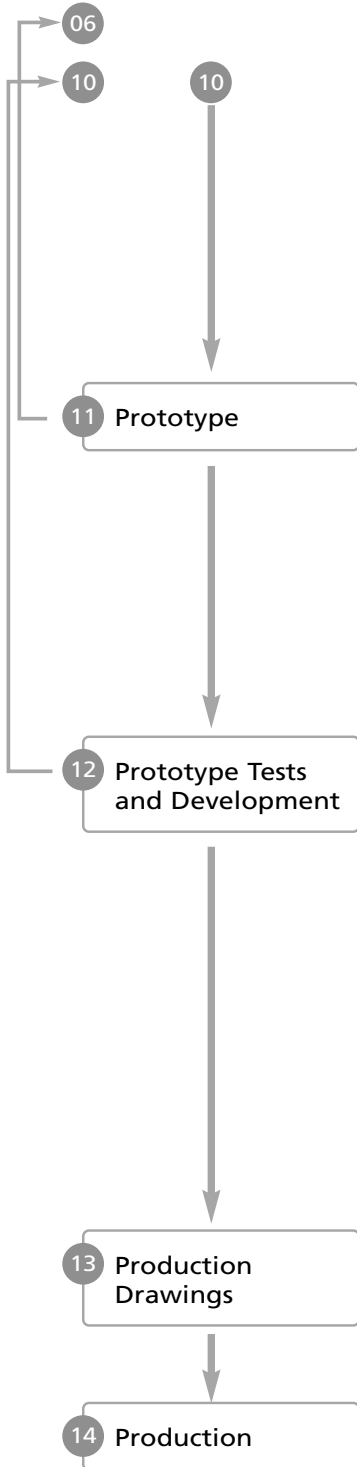 06
10 10
11 Prototype
12 Prototype Tests
and Development
13 Production
Drawings
14 Production